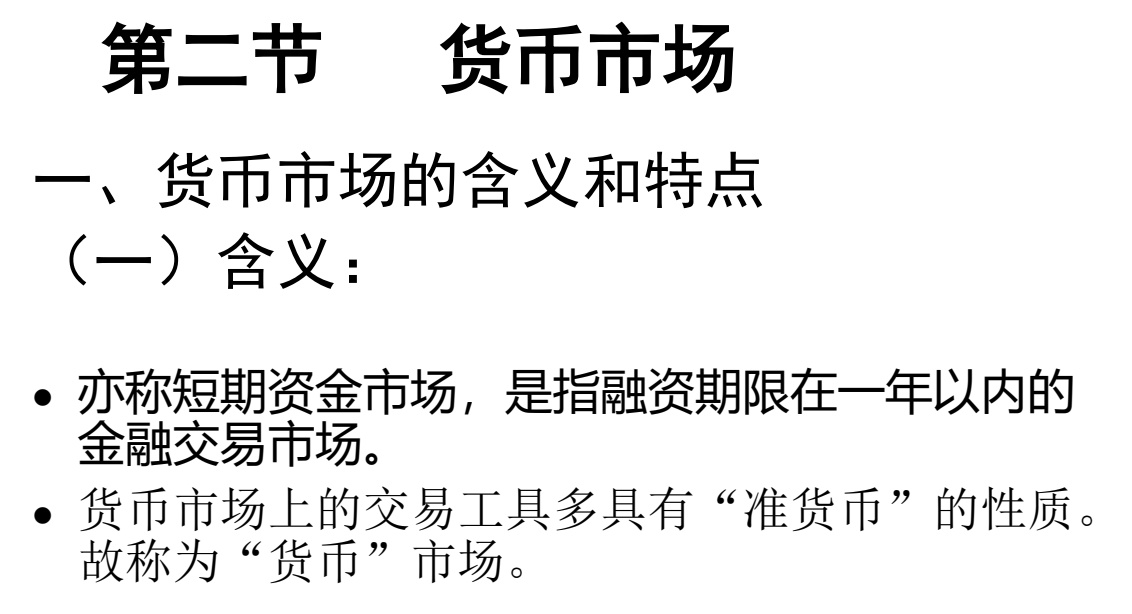 第二节 货币市场
一、货币市场的含义和特点
（一）含义：
• 亦称短期资金市场，是指融资期限在一年以内的
金融交易市场。
• 货币市场上的交易工具多具有“准货币”的性质。
故称为“货币”市场。